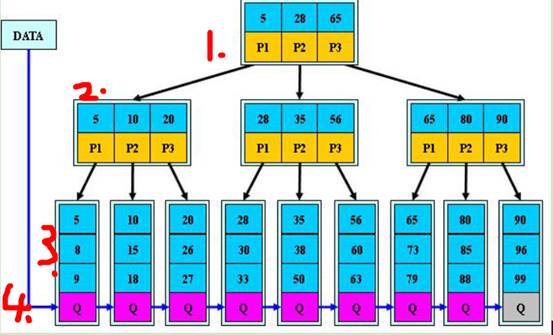 5 28 65
DATA
1.
P1 P2 P3
2.
5 10 20 28 35 56 65 80 90
P1 P2 P3 P1 P2 P3 P1 P2 P3
5 10 20 28 35 56 65 80 90
3.
8 15 26 30 38 60 73 85 96
9 18 27 33 50 63 79 88 99
4.
Q Q Q Q Q Q Q Q Q